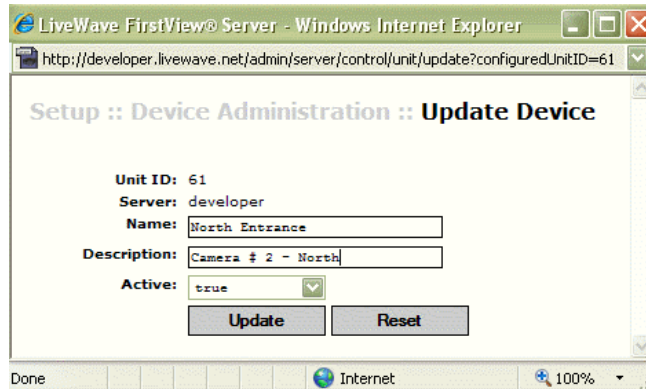 LiveWave FirstView® Server - Windows Internet Explorer
http://developer.livewave.net/admin/server/control/unit/update?configuredUnitID=61
Setup :: Device Administration :: Update Device
Unit ID: 61
Server: developer
Name: North Entrance
Description: Camera # 2 - North
Active: true
Update Reset
Done Internet 100%